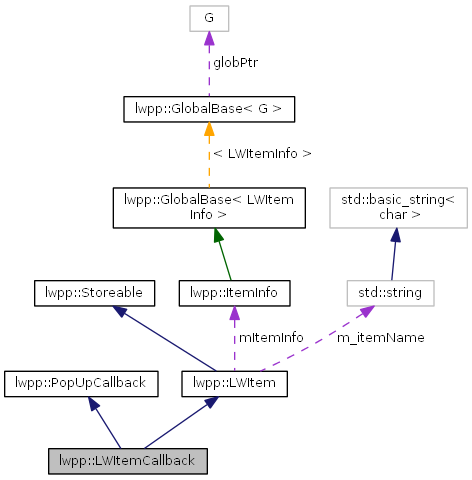 G
globPtr
lwpp::GlobalBase< G >
< LWItemInfo >
lwpp::GlobalBase< LWItem
Info >
std::basic_string<
char >
lwpp::Storeable
lwpp::ItemInfo
std::string
mItemInfo
m_itemName
lwpp::PopUpCallback
lwpp::LWItem
lwpp::LWItemCallback